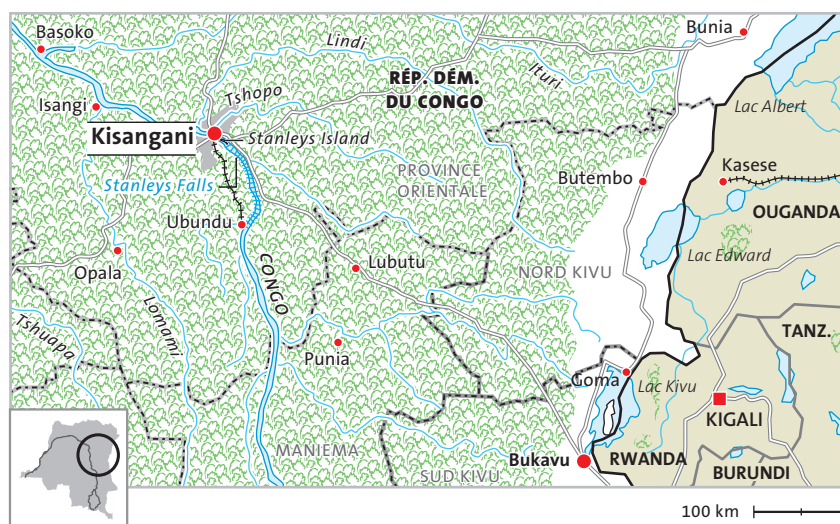 Basoko
Bunia
Lindi
Ituri
RÉP. DÉM.
DU CONGO
Isangi
Tshopo
Lac Albert
Kisangani
Stanleys Island
PROVINCE
ORIENTALE
Kasese
Stanleys Falls
Butembo
OUGANDA
Ubundu
Lac Edward
Opala
CONGO
Lubutu
NORD KIVU
Lomami
Tshuapa
TANZ.
Punia
Goma
Lac Kivu
KIGALI
MANIEMA
Bukavu
RWANDA
SUD KIVU
BURUNDI
100 km